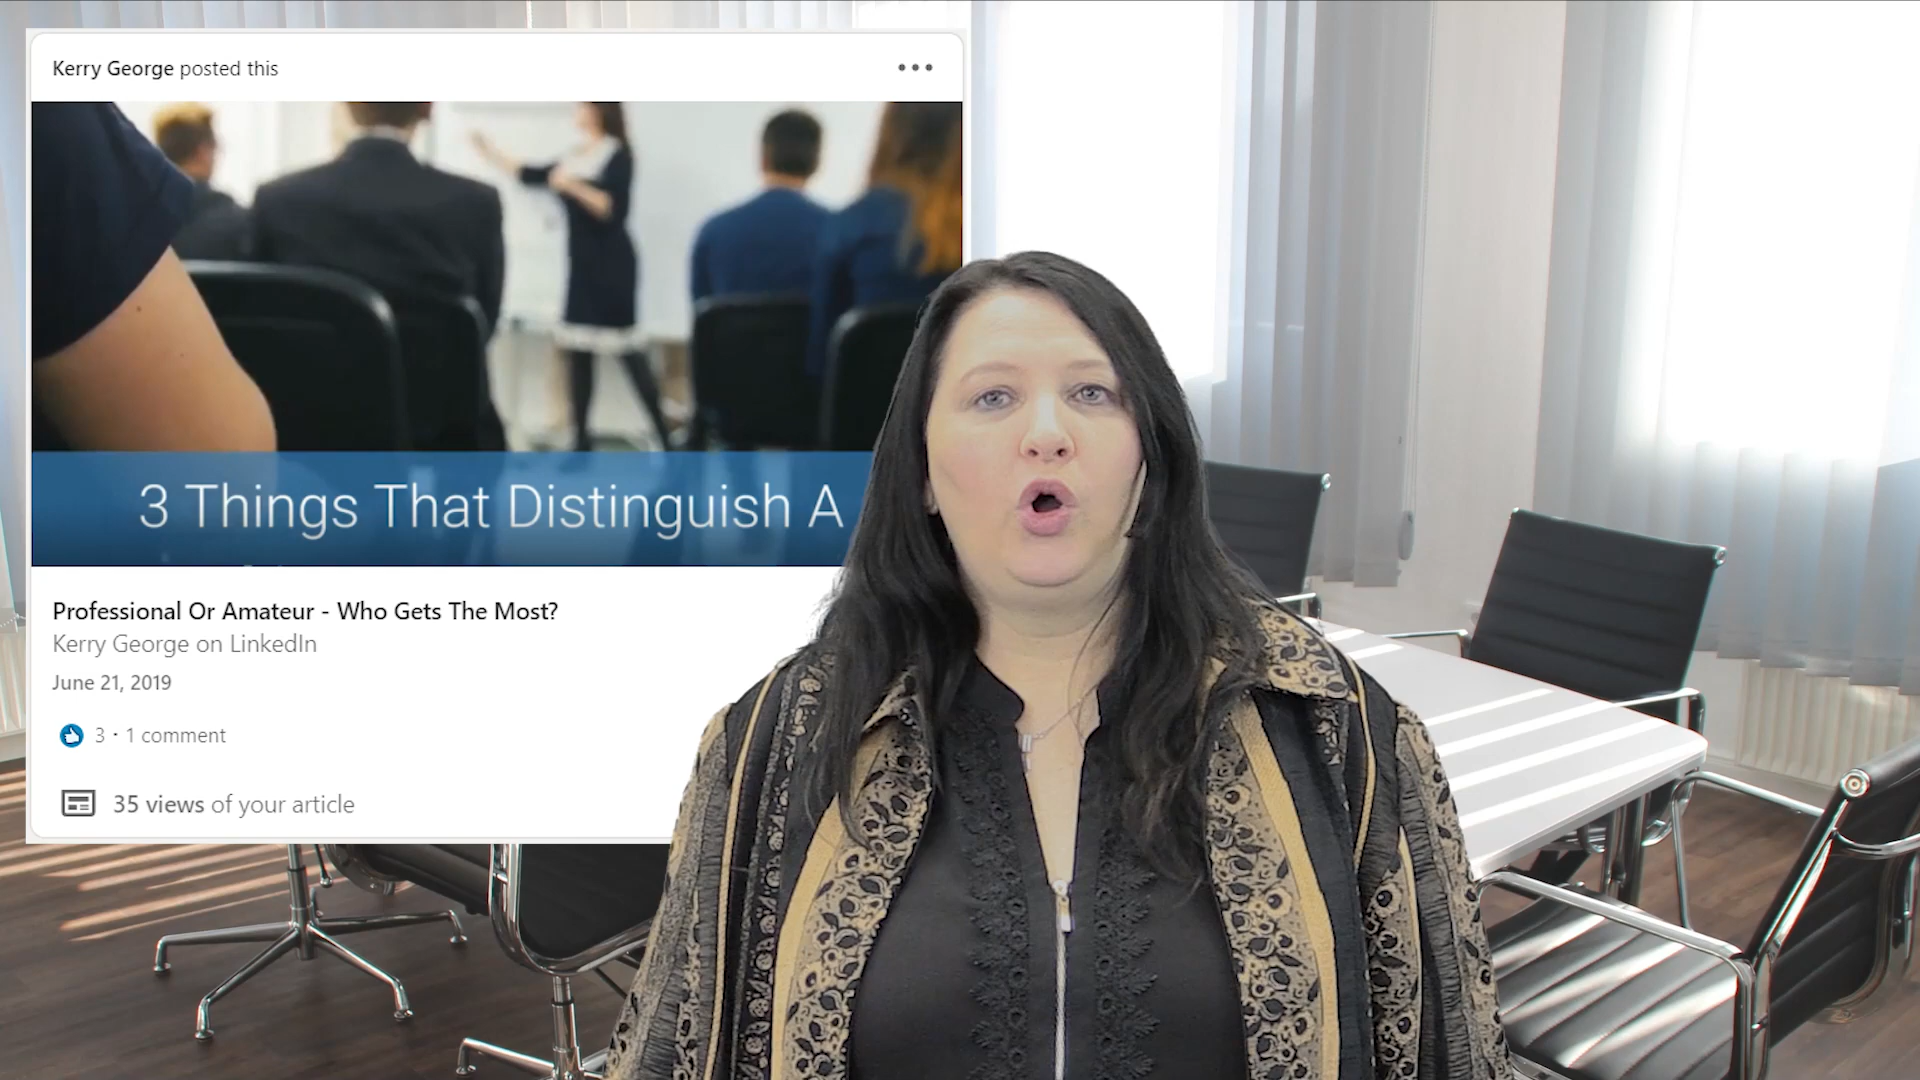 Kerry George posted this
3 Things That Distinguish A
Professional Or Amateur - Who Gets The Most?
Kerry George on LinkedIn
June 21, 2019
3 · 1 comment
35 views of your article